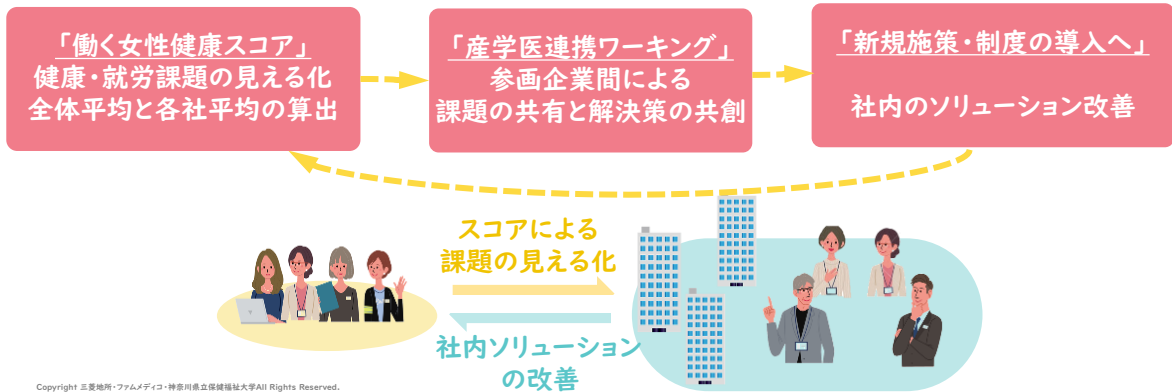 「働く女性健康スコア」
健康・就労課題の見える化
全体平均と各社平均の算出
「産学医連携ワーキング」
参画企業間による
課題の共有と解決策の共創
「新規施策・制度の導入へ」
社内のソリューション改善
スコアによる
課題の見える化
社内ソリューション
の改善
Copyright 三菱地所・ファムメディコ・神奈川県立保健福祉大学All Rights Reserved.